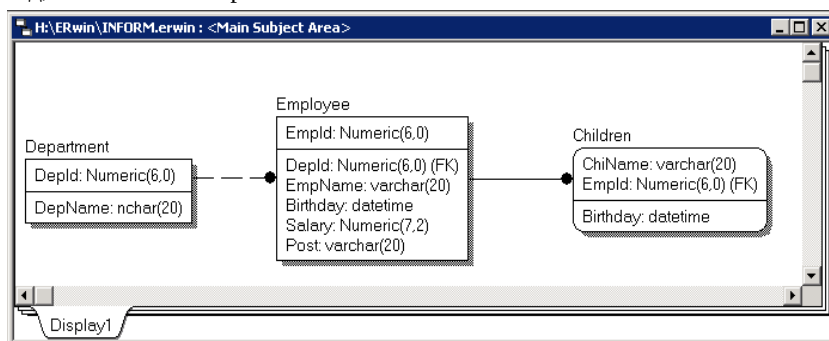 H:\ERwin\INFORM.erwin : <Main Subject Area>
Department
DepId: Numeric(6,0)
DepName: nchar(20)
Employee
EmpId: Numeric(6,0)
DepId: Numeric(6,0) (FK)
EmpName: varchar(20)
Birthday: datetime
Salary: Numeric(7,2)
Post: varchar(20)
Children
ChiName: varchar(20)
EmpId: Numeric(6,0) (FK)
Birthday: datetime
Display1